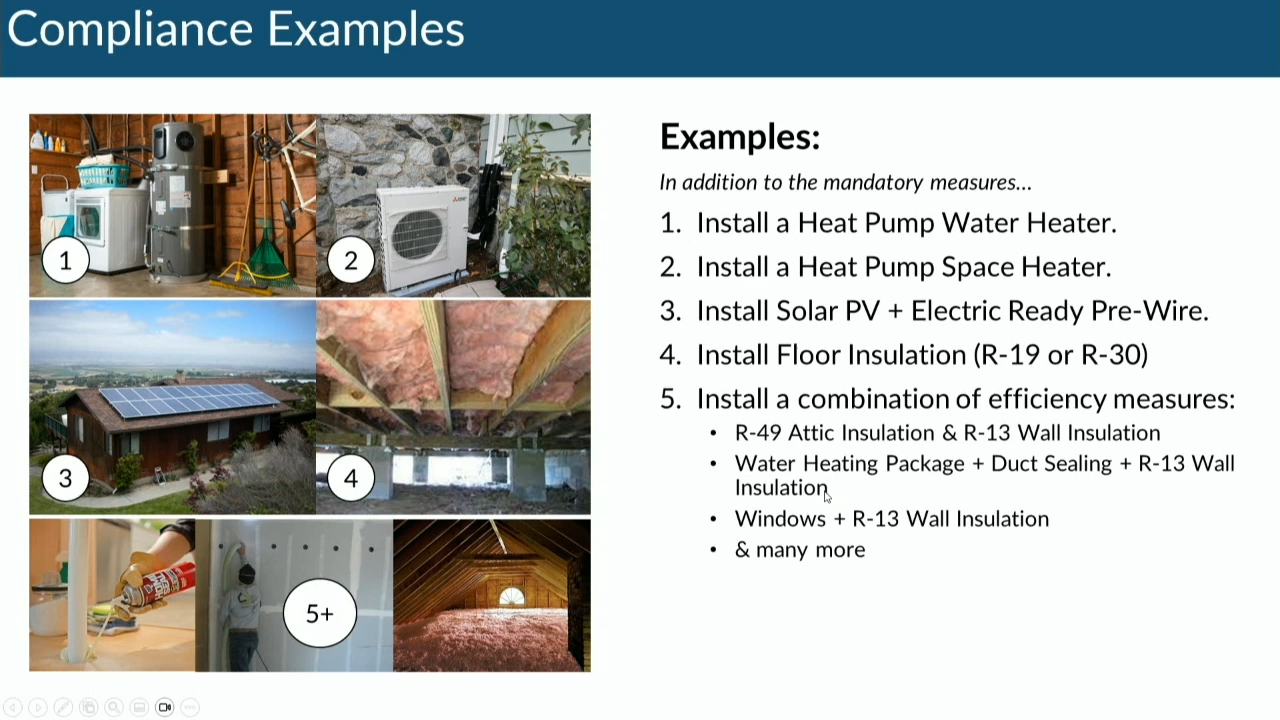 Compliance Examples
1
2
3
4
5+
Examples:
In addition to the mandatory measures...
1. Install a Heat Pump Water Heater.
2. Install a Heat Pump Space Heater.
3. Install Solar PV + Electric Ready Pre-Wire.
4. Install Floor Insulation (R-19 or R-30)
5. Install a combination of efficiency measures:
• R-49 Attic Insulation & R-13 Wall Insulation
• Water Heating Package + Duct Sealing + R-13 Wall
Insulation
• Windows + R-13 Wall Insulation
• & many more